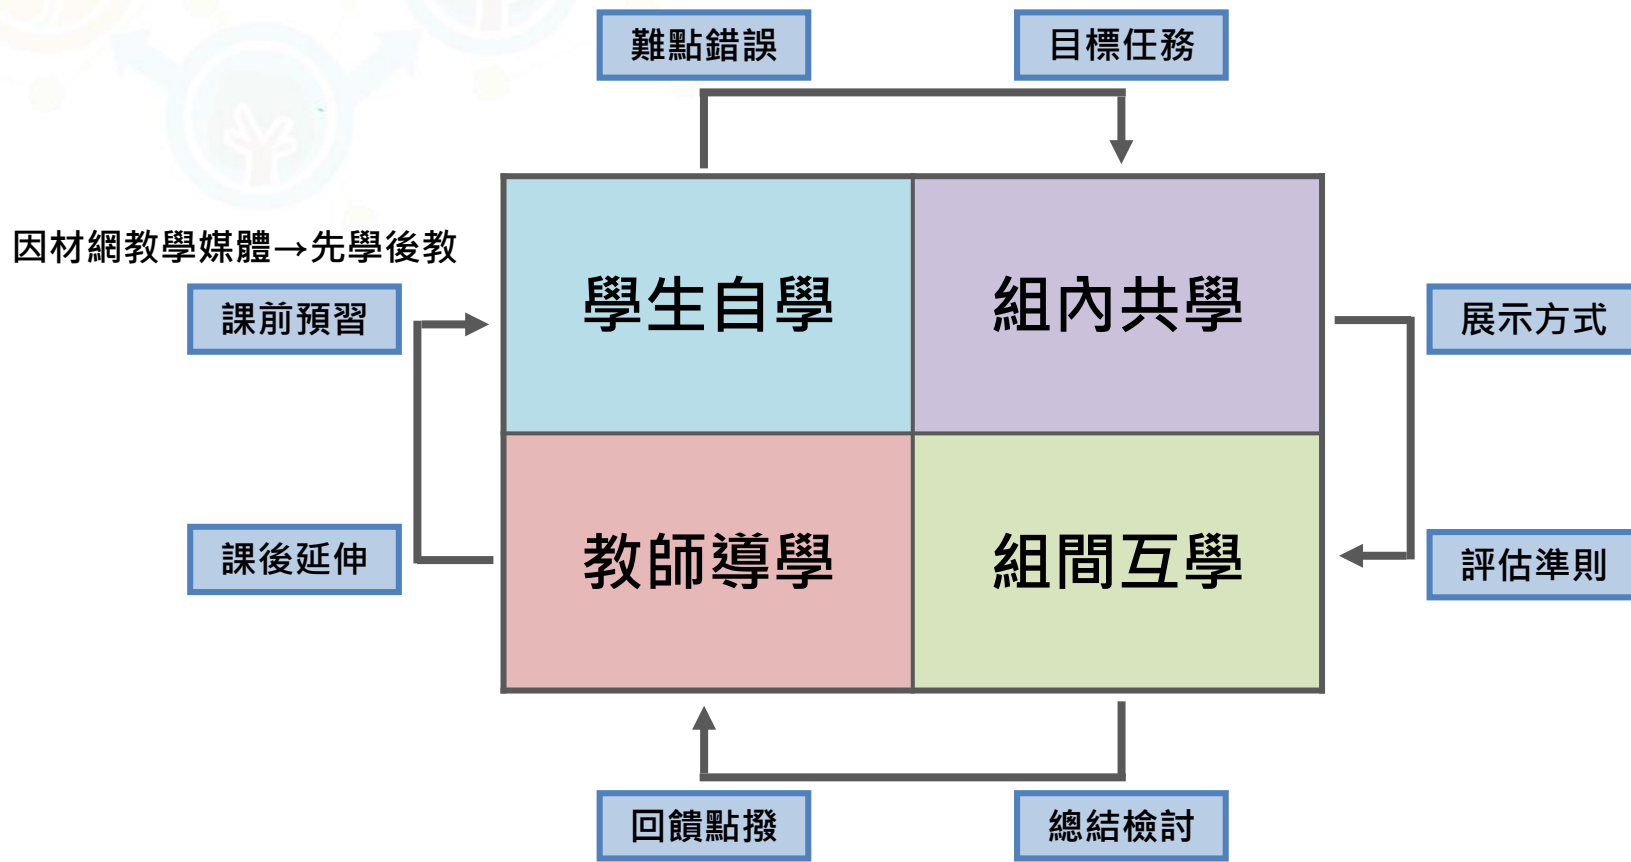 難點錯誤
目標任務
因材網教學媒體→先學後教
課前預習
學生自學
組內共學
展示方式
課後延伸
教師導學
組間互學
評估準則
回饋點撥
總結檢討